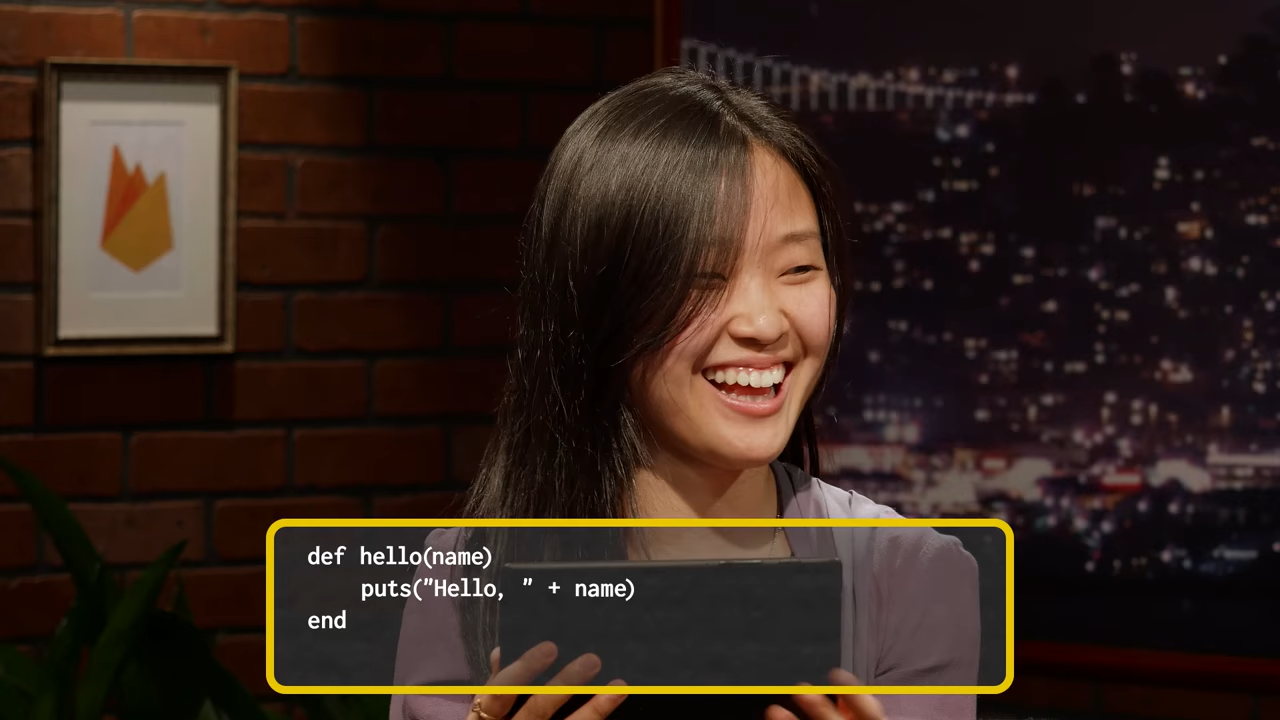 def hello(name)
    puts("Hello, " + name)
end